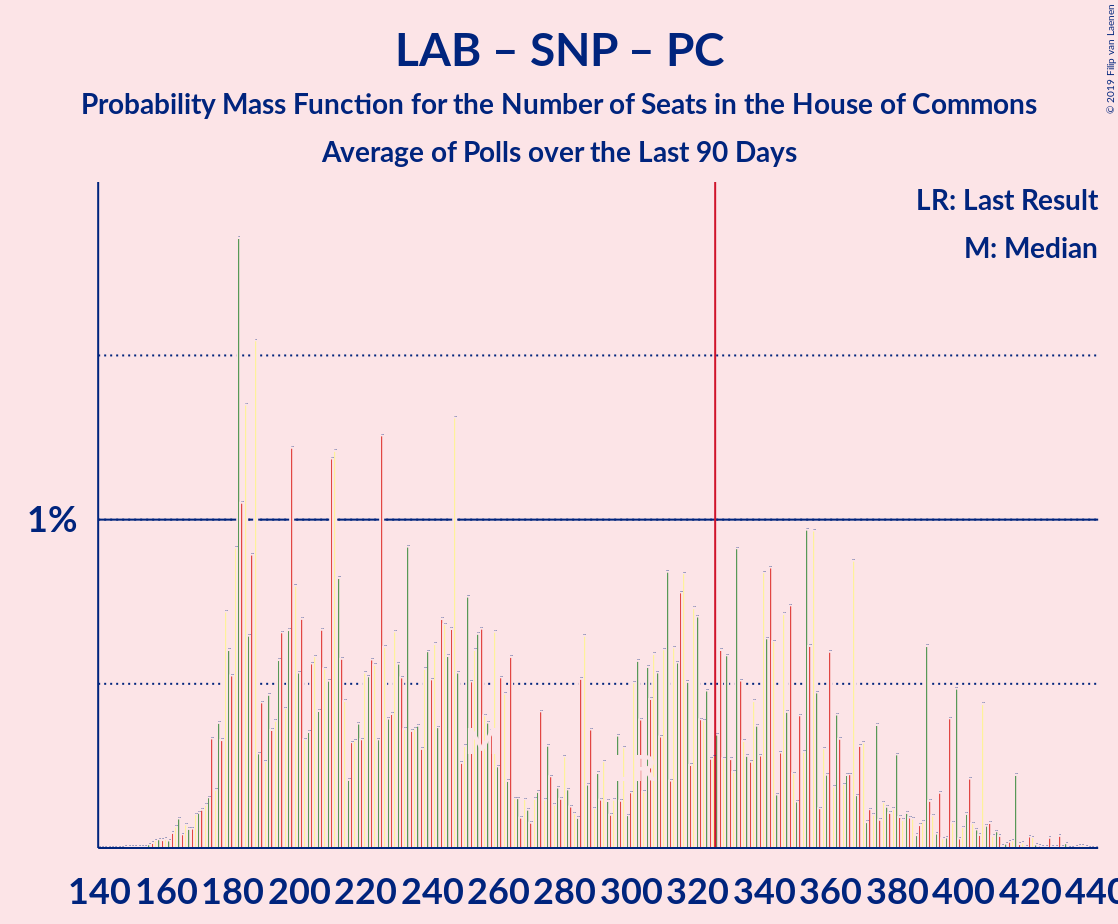 LAB – SNP – PC
Probability Mass Function for the Number of Seats in the House of Commons
Average of Polls over the Last 90 Days
© 2019 Filip van Laenen
LR: Last Result
M: Median
1%
M
LR
140 160 180 200 220 240 260 280 300 320 340 360 380 400 420 440